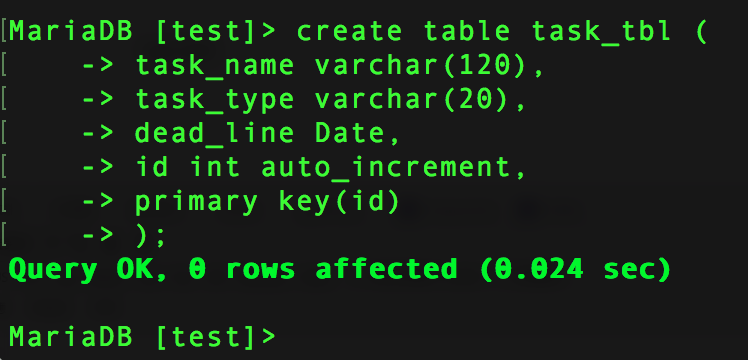 MariaDB [test]> create table task_tbl (
-> task_name varchar(120),
-> task_type varchar(20),
-> dead_line Date,
-> id int auto_increment,
-> primary key(id)
-> );
Query OK, 0 rows affected (0.024 sec)
MariaDB [test]>